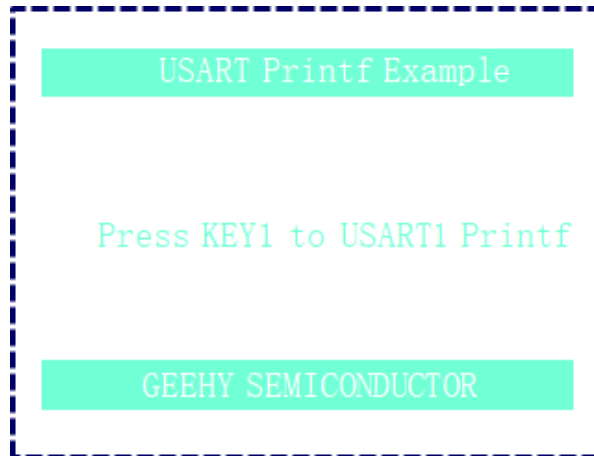 USART Printf Example
Press KEY1 to USART1 Printf
GEEHY SEMICONDUCTOR